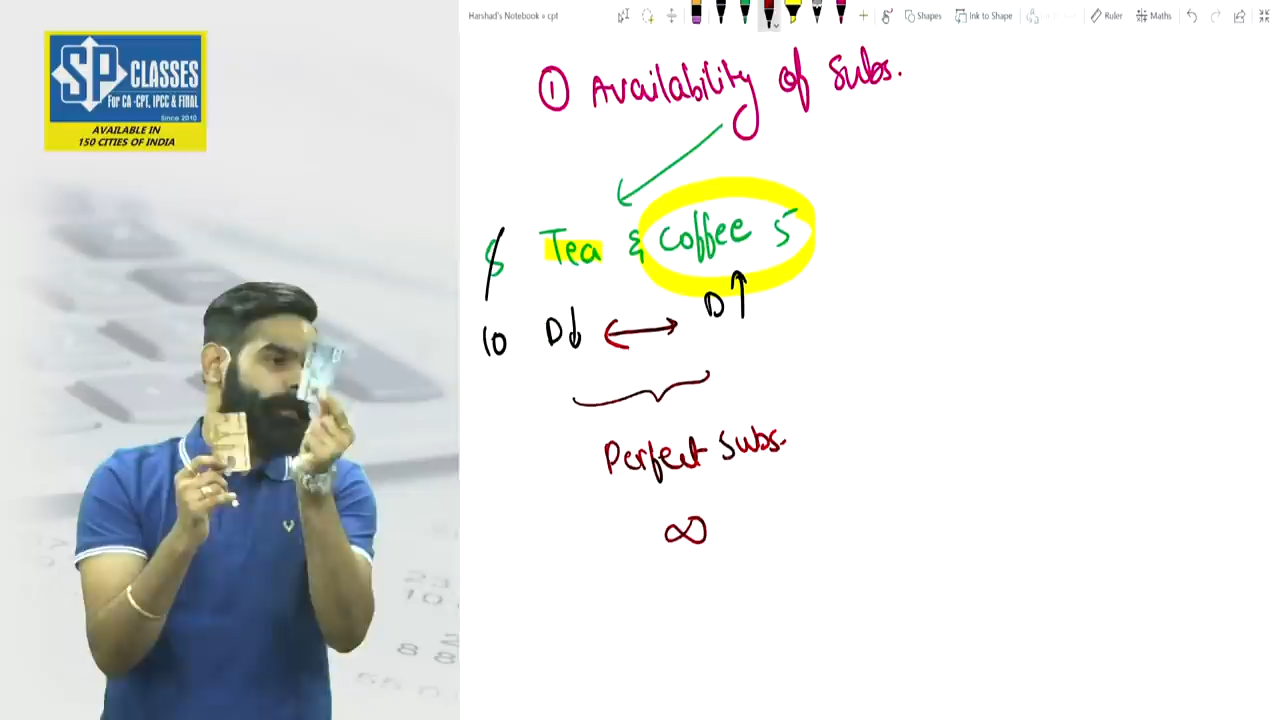 SP CLASSES
For CA -CPT, IPCC & FINAL
Since 2010
AVAILABLE IN
150 CITIES OF INDIA
Harshad's Notebook » cpt
Shapes
Ink to Shape
Ruler
Maths
① Availability of Subs.
5 Tea & Coffee 5
10 D↓ ↔ D↑
Perfect Subs.
∞